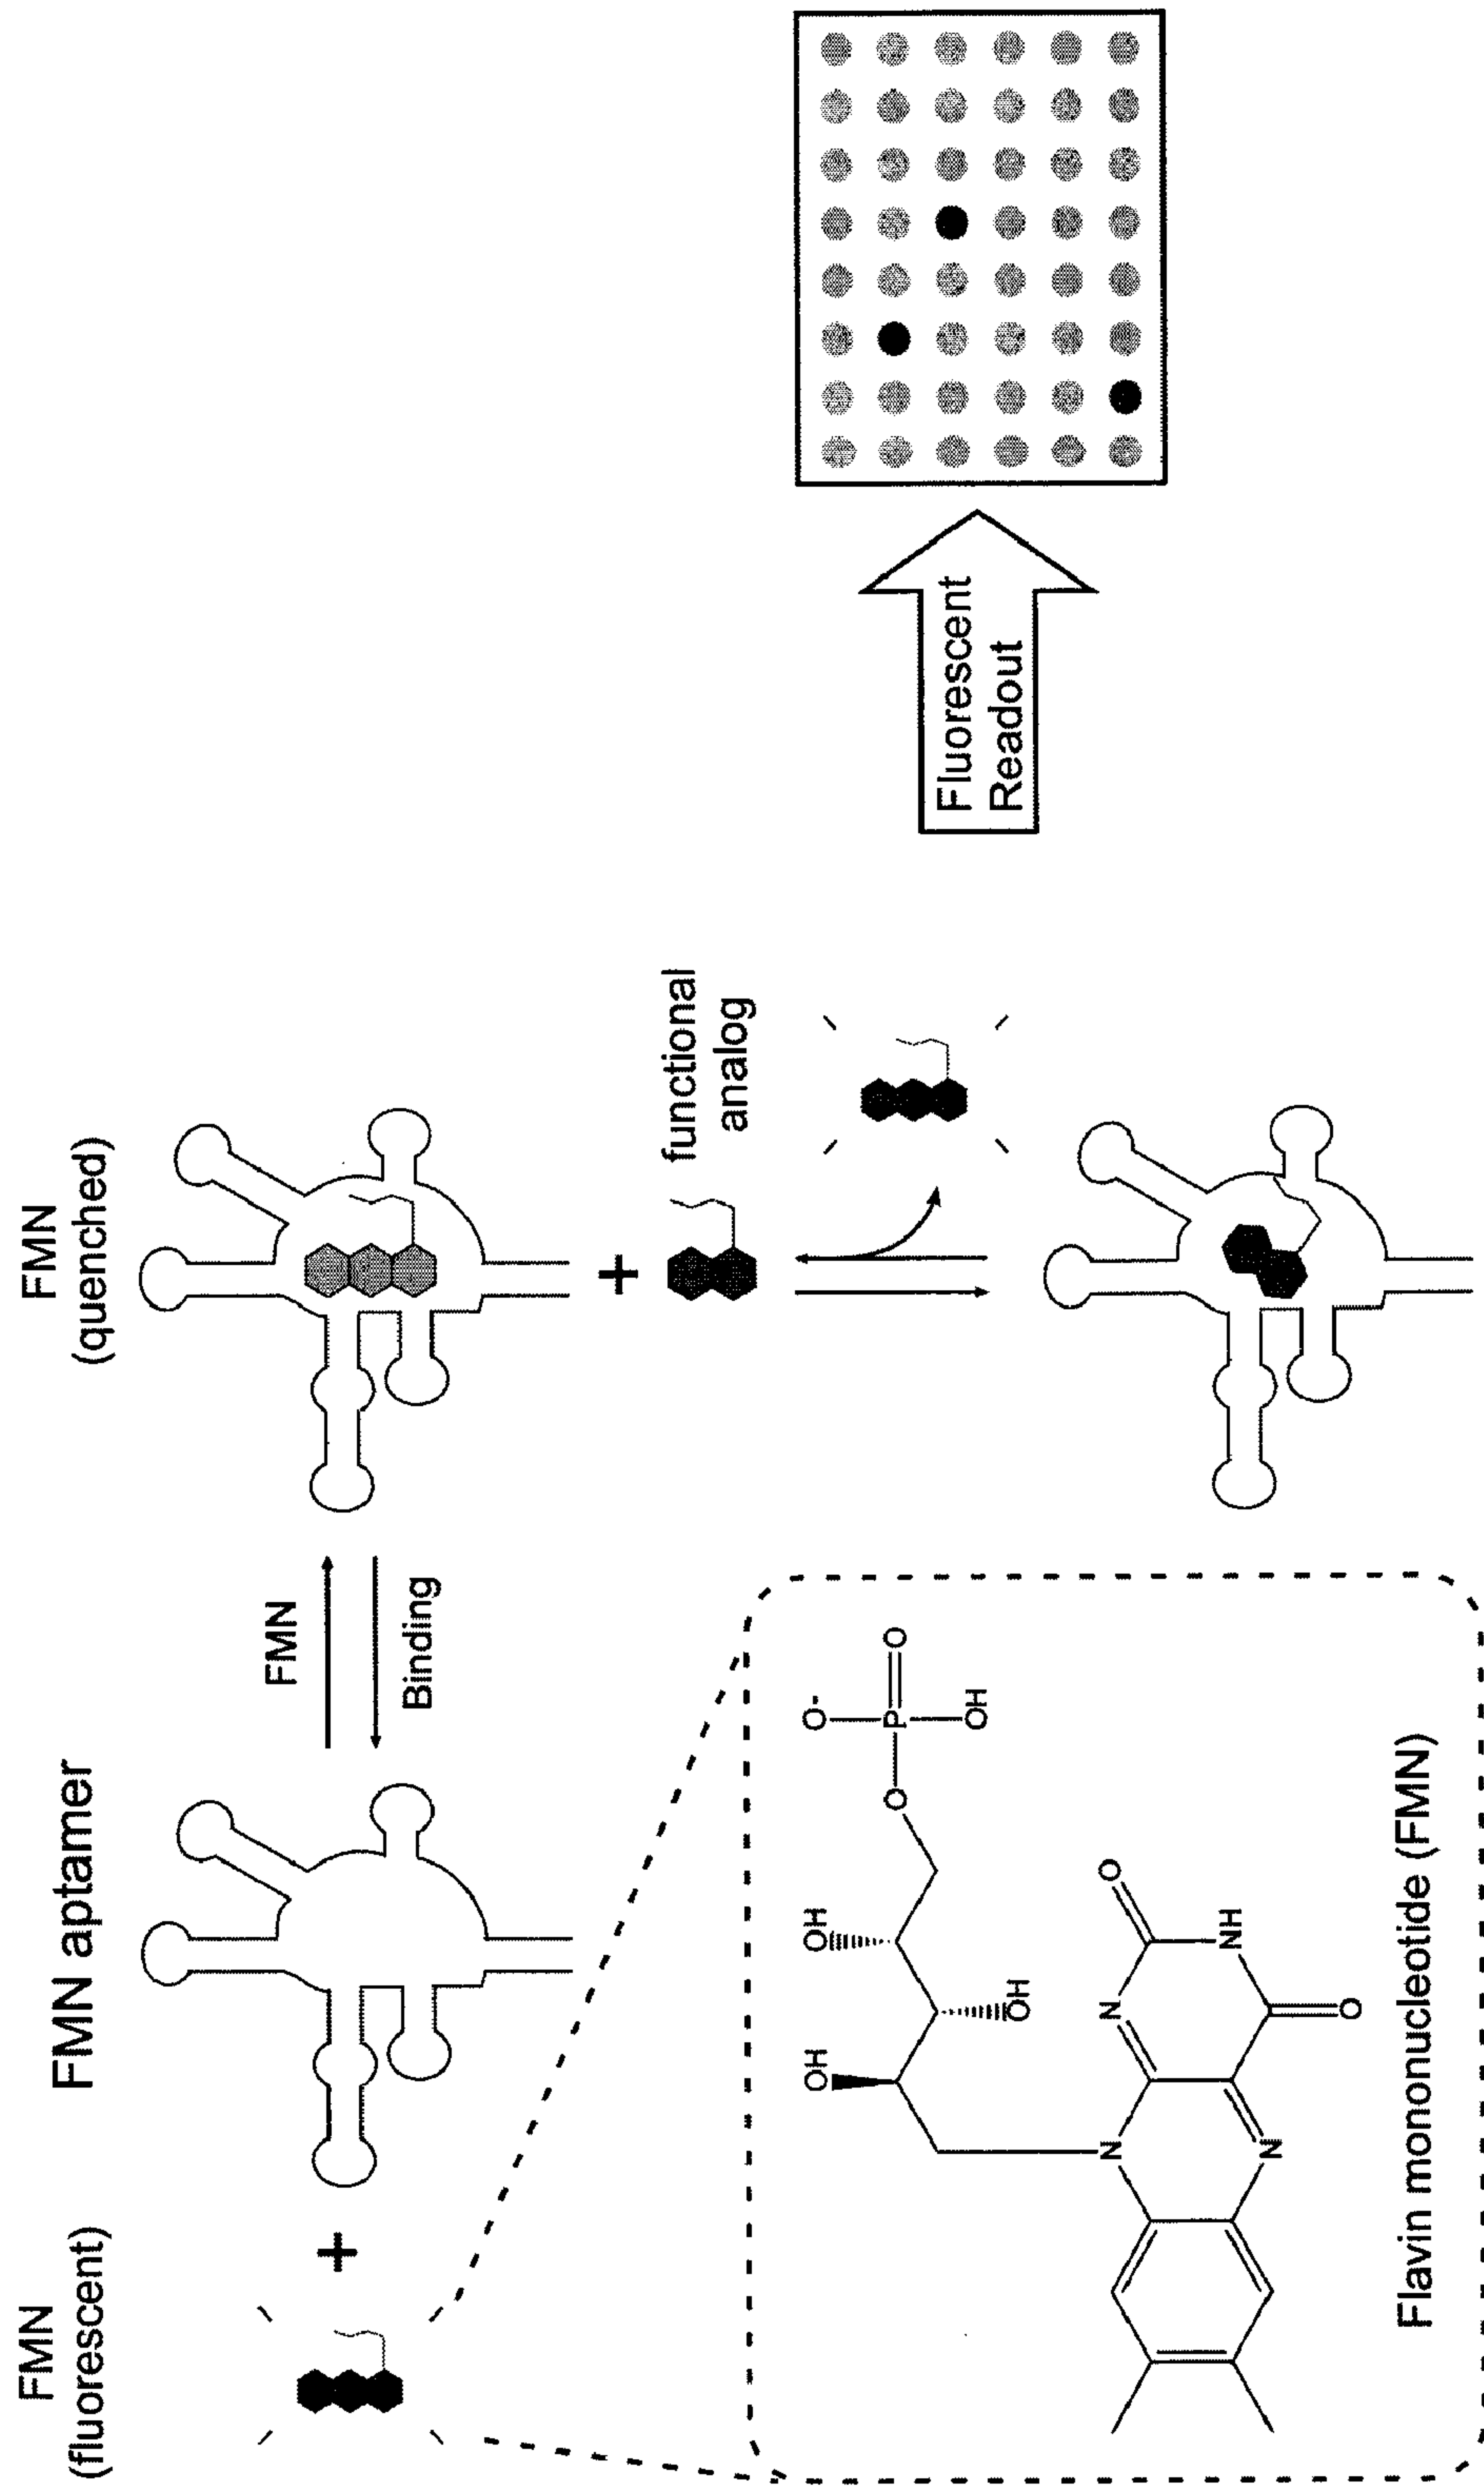 FMN
(fluorescent)
+
FMN aptamer
FMN
Binding
FMN
(quenched)
+
functional
analog
Fluorescent
Readout
OH
OH
OH
O
O-
P
O
OH
N
N
O
NH
O
N
Flavin mononucleotide (FMN)